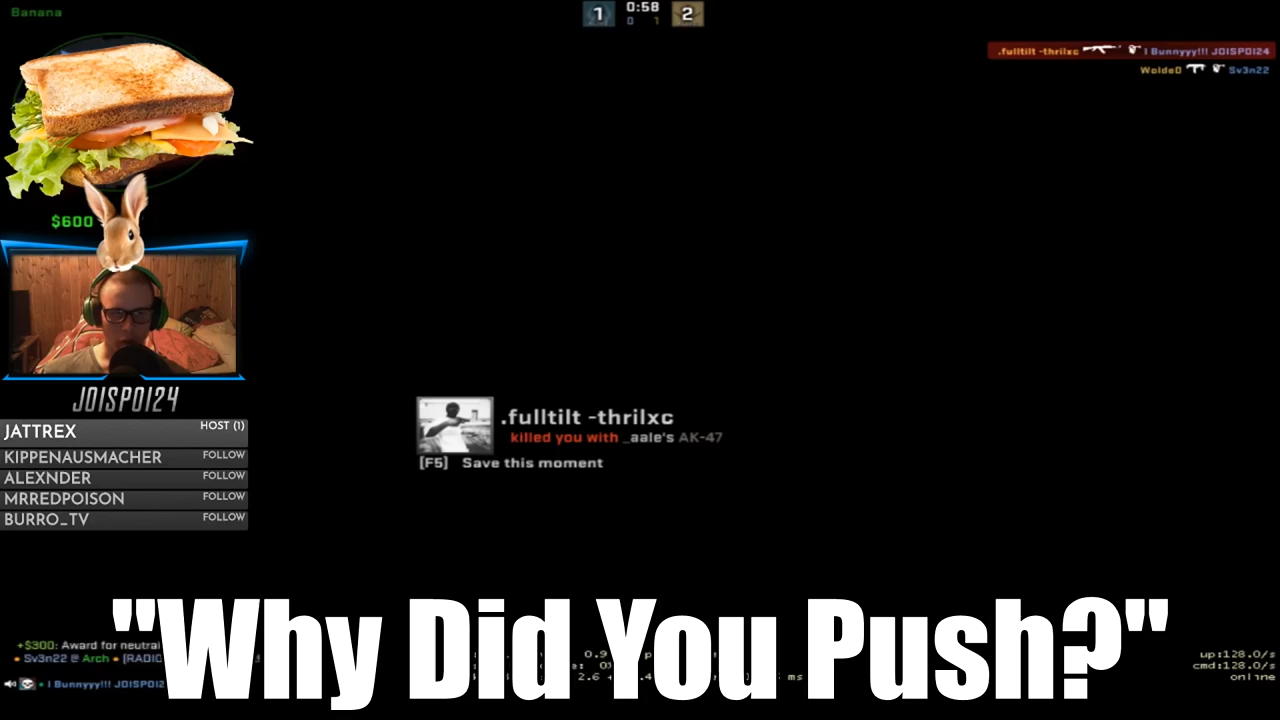 Banana
1 0:58 2
0 1
.fulltilt -thrilxc I Bunnyyy!!! JOISPOI24
WoldeD Sv3n22
$600
JOISPOI24
JATTREX HOST (1)
KIPPENAUSMACHER FOLLOW
ALEXNDER FOLLOW
MRREDPOISON FOLLOW
BURRO_TV FOLLOW
.fulltilt -thrilxc
killed you with _aale's AK-47
[F5] Save this moment
"Why Did You Push?"
+$300: Award for neutral
Sv3n22 @ Arch • [RADIO
I Bunnyyy!!! JOISPOI2
up:128.0/s
cmd:128.0/s
online